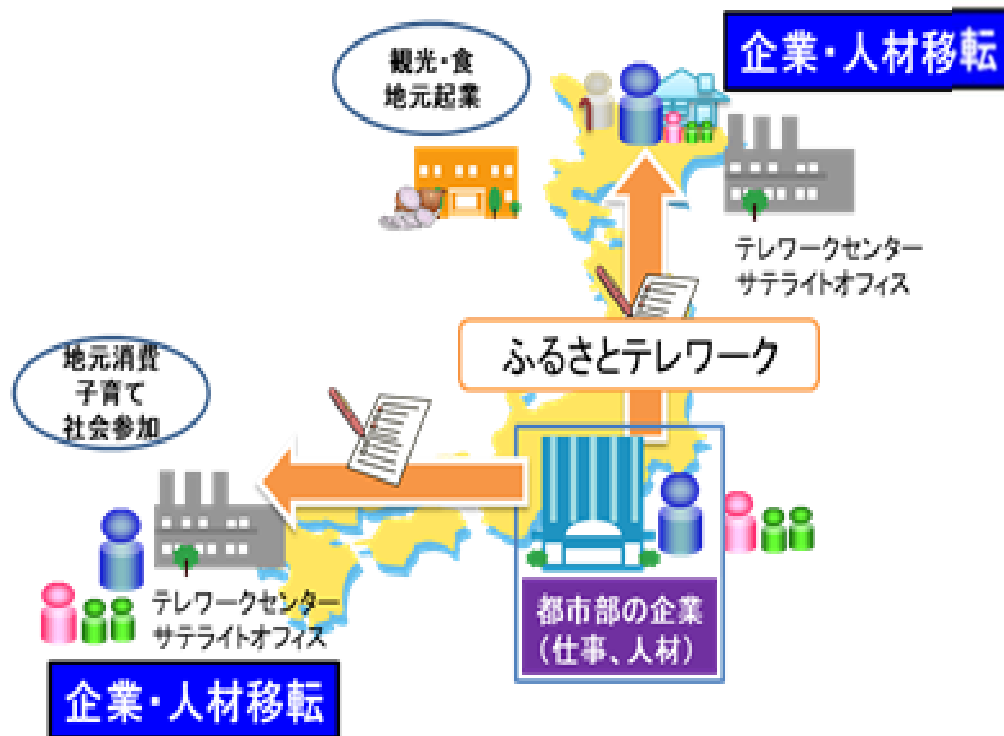 企業・人材移転
観光・食
地元起業
テレワークセンター
サテライトオフィス
ふるさとテレワーク
地元消費
子育て
社会参加
都市部の企業
（仕事、人材）
テレワークセンター
サテライトオフィス
企業・人材移転